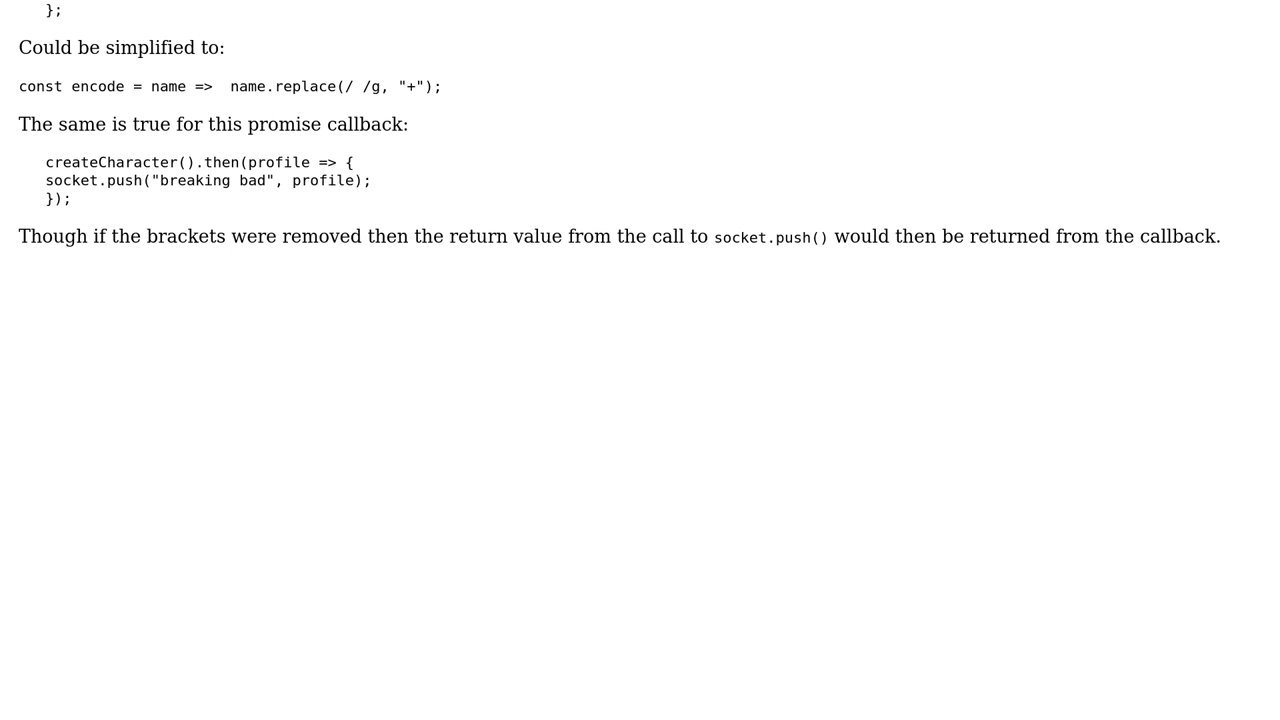 };
Could be simplified to:
const encode = name =>  name.replace(/ /g, "+");
The same is true for this promise callback:
createCharacter().then(profile => {
socket.push("breaking bad", profile);
});
Though if the brackets were removed then the return value from the call to socket.push() would then be returned from the callback.